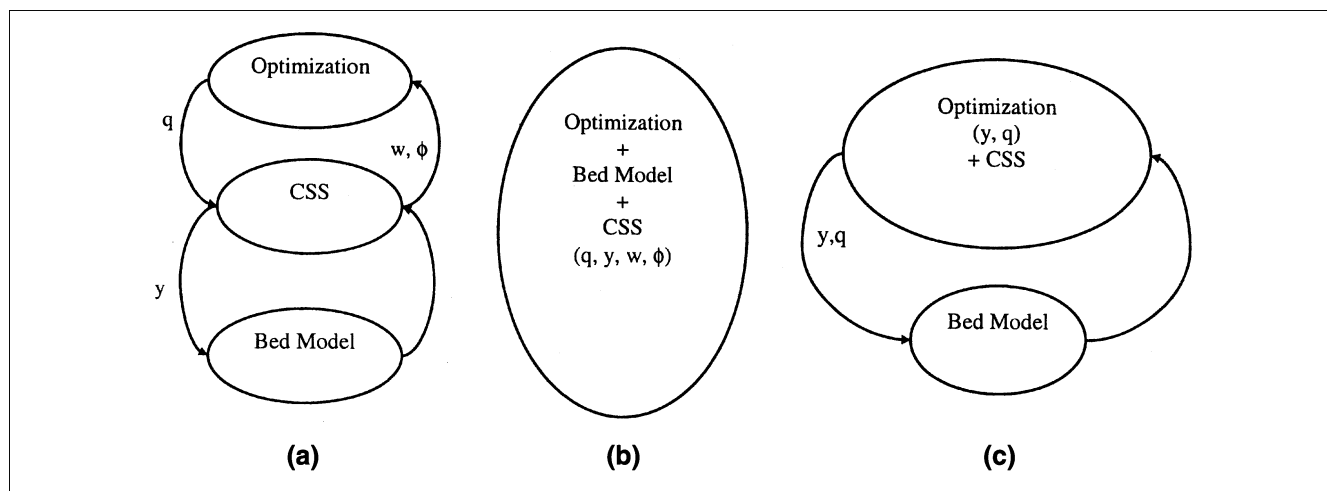 Optimization
q
w, ϕ
CSS
y
Bed Model
(a)
Optimization
+
Bed Model
+
CSS
(q, y, w, ϕ)
(b)
Optimization
(y, q)
+ CSS
y,q
Bed Model
(c)